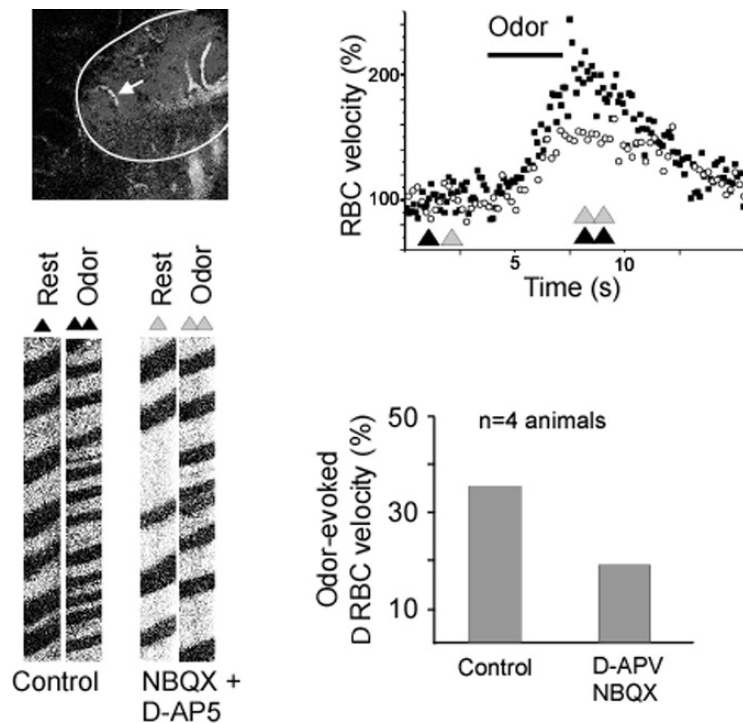 Odor
RBC velocity (%)
200
100
5
10
Time (s)
Rest
Odor
Rest
Odor
Control
NBQX +
D-AP5
Odor-evoked
D RBC velocity (%)
50
30
10
n=4 animals
Control
D-APV
NBQX